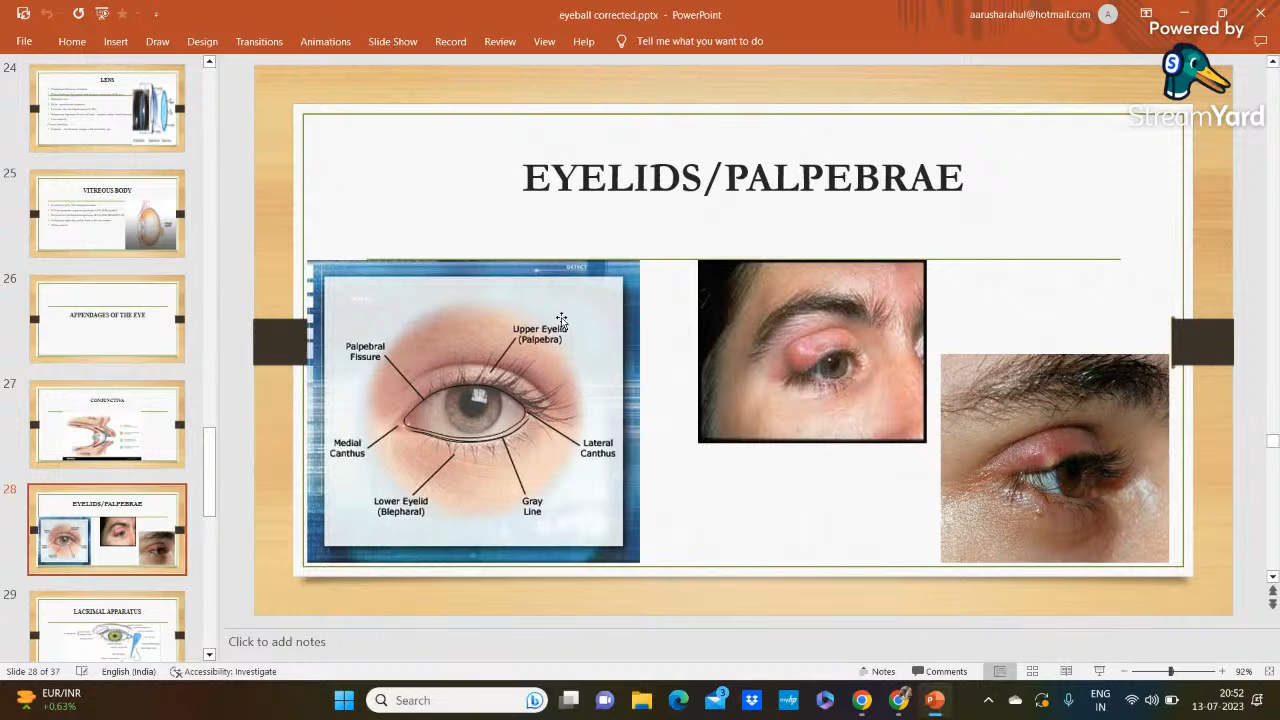 eyeball corrected.pptx - PowerPoint
aarusharahul@hotmail.com A
Powered by
StreamYard
File Home Insert Draw Design Transitions Animations Slide Show Record Review View Help Tell me what you want to do
24
LENS
25
VITREOUS BODY
26
APPENDAGES OF THE EYE
27
CONJUNCTIVA
28
EYELIDS/PALPEBRAE
29
LACRIMAL APPARATUS
EYELIDS/PALPEBRAE
DETECT
Upper Eyelid
(Palpebra)
Palpebral
Fissure
Medial
Canthus
Lateral
Canthus
Lower Eyelid
(Blepharal)
Gray
Line
Click to add notes
Slide 28 of 37 English (India) Accessibility: Investigate Notes Comments 92%
EUR/INR
+0.63%
Search
3
ENG
IN
20:52
13-07-2023